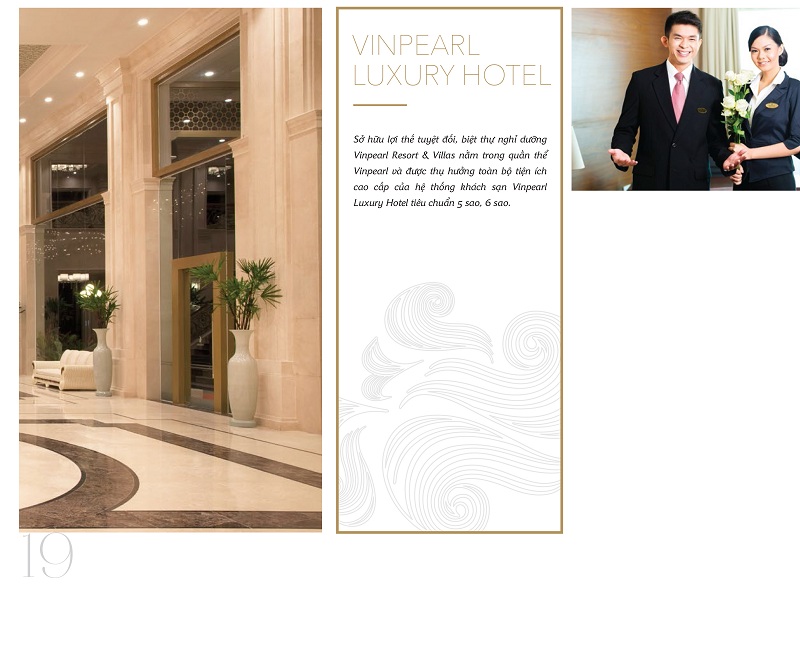 VINPEARL
LUXURY HOTEL
Sở hữu lợi thế tuyệt đối, biệt thự nghỉ dưỡng
Vinpearl Resort & Villas nằm trong quần thể
Vinpearl và được thụ hưởng toàn bộ tiện ích
cao cấp của hệ thống khách sạn Vinpearl
Luxury Hotel tiêu chuẩn 5 sao, 6 sao.
19